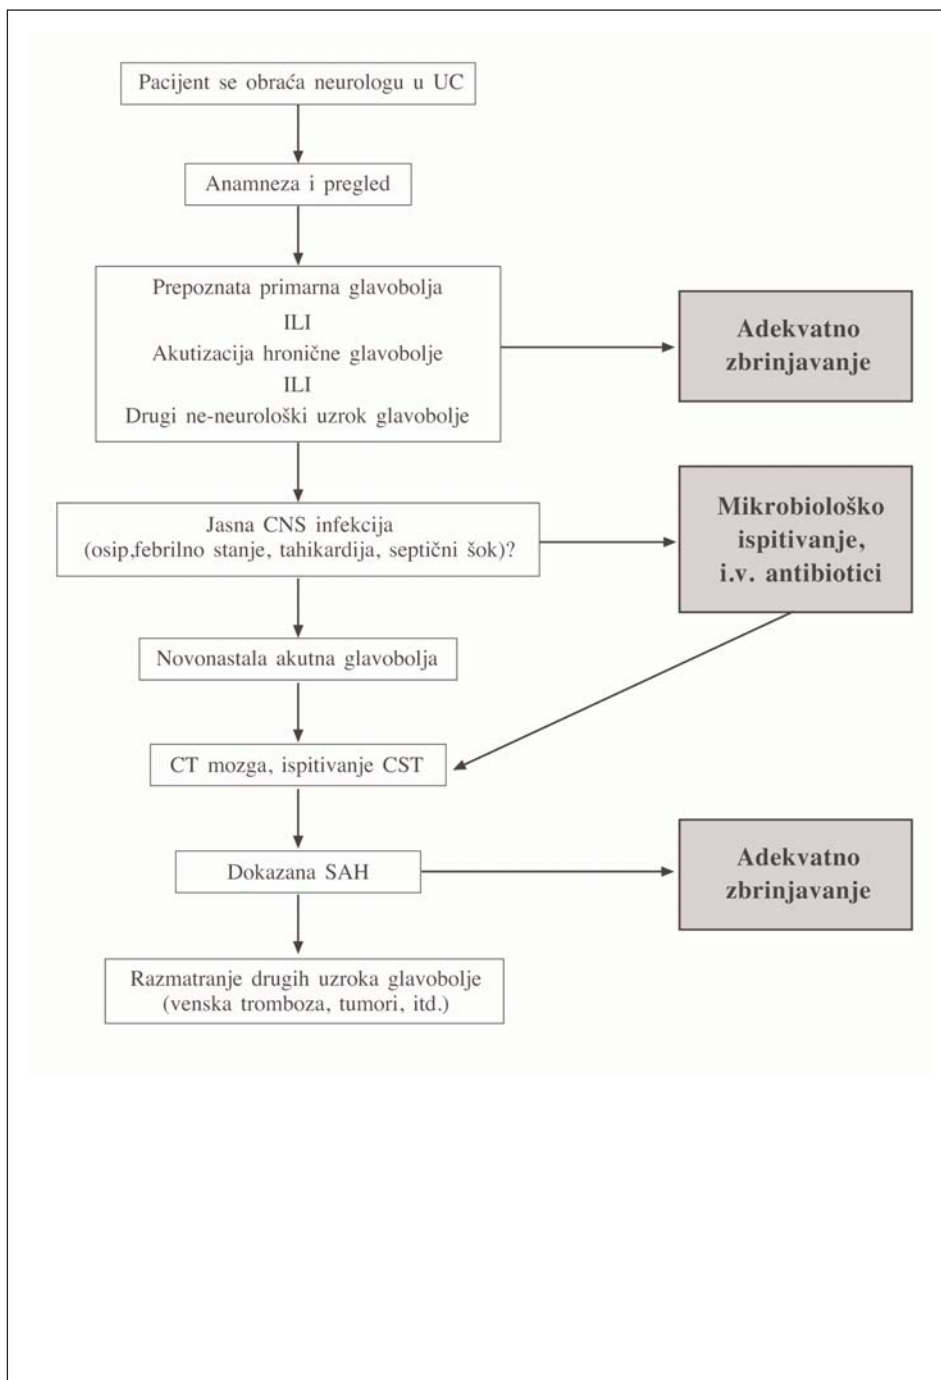 Pacijent se obraća neurologu u UC
Anamneza i pregled
Prepoznata primarna glavobolja
ILI
Akutizacija hronične glavobolje
ILI
Drugi ne-neurološki uzrok glavobolje
Adekvatno
zbrinjavanje
Jasna CNS infekcija
(osip,febrilno stanje, tahikardija, septični šok)?
Mikrobiološko
ispitivanje,
i.v. antibiotici
Novonastala akutna glavobolja
CT mozga, ispitivanje CST
Dokazana SAH
Adekvatno
zbrinjavanje
Razmatranje drugih uzroka glavobolje
(venska tromboza, tumori, itd.)